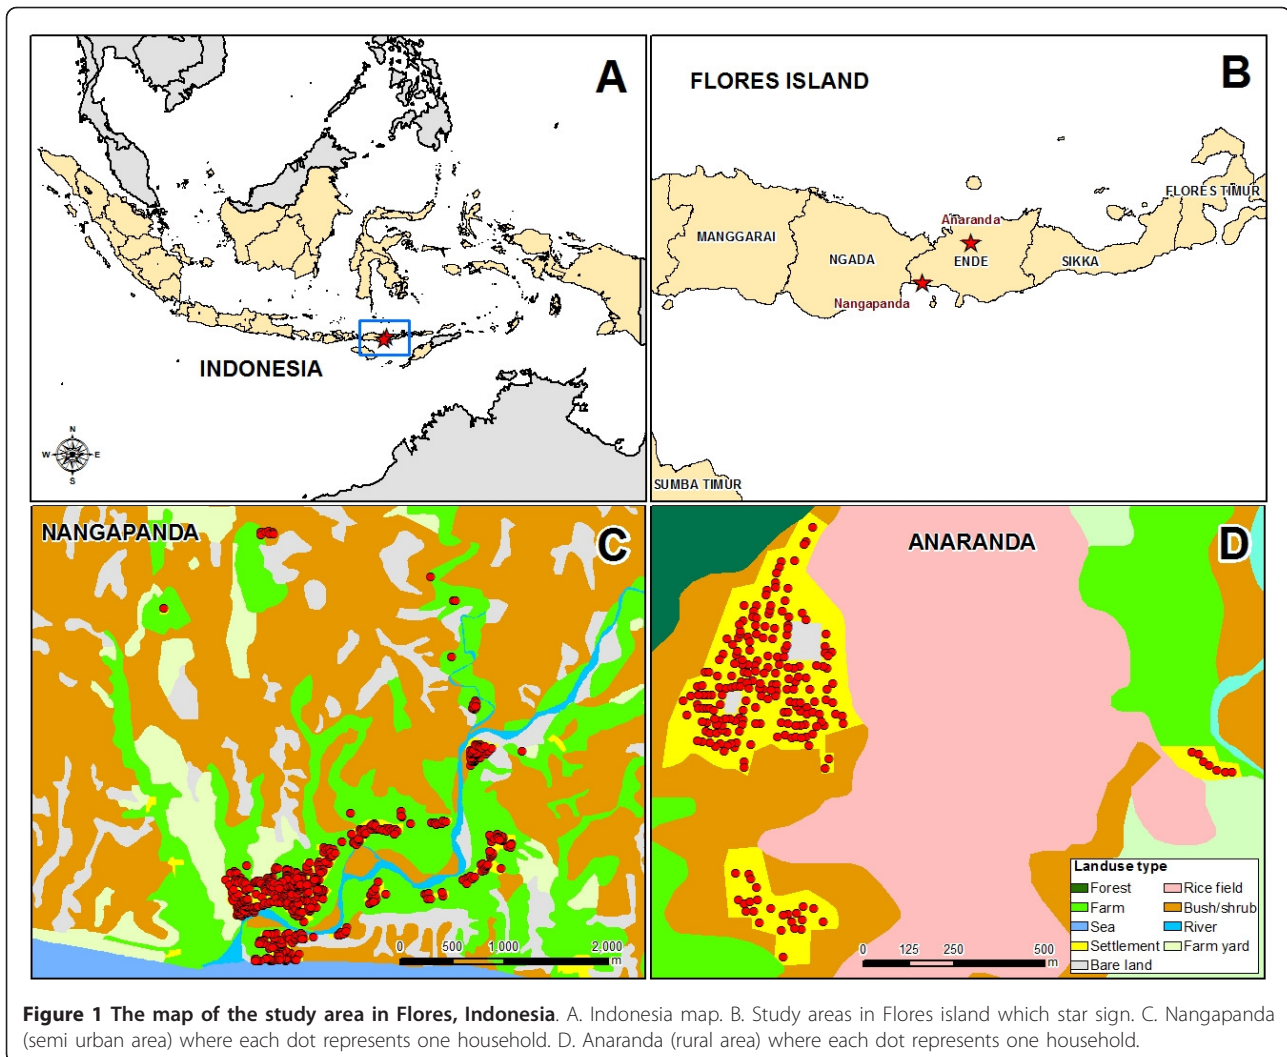 A
INDONESIA
N
W E
S
B
FLORES ISLAND
FLORES TIMUR
Anaranda
MANGGARAI
NGADA
ENDE
SIKKA
Nangapanda
SUMBA TIMUR
NANGAPANDA
C
0 500 1,000 2,000
m
ANARANDA
D
Landuse type
Forest Rice field
Farm Bush/shrub
Sea River
Settlement Farm yard
Bare land
0 125 250 500
m
Figure 1 The map of the study area in Flores, Indonesia. A. Indonesia map. B. Study areas in Flores island which star sign. C. Nangapanda
(semi urban area) where each dot represents one household. D. Anaranda (rural area) where each dot represents one household.